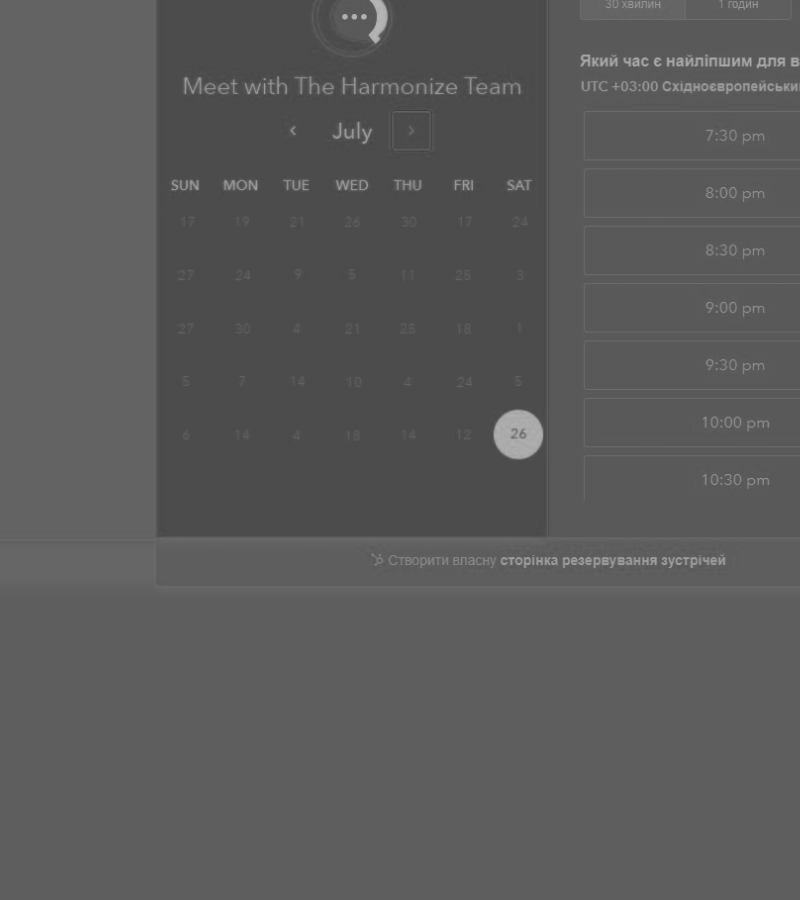 30 хвилин 1 годин
Який час є найліпшим для в
UTC +03:00 Східноєвропейськи
Meet with The Harmonize Team
July
SUN MON TUE WED THU FRI SAT
17 19 21 26 30 17 24
27 24 9 5 11 25 3
27 30 4 21 25 18 1
5 7 14 10 4 24 5
6 14 4 18 14 12 26
7:30 pm
8:00 pm
8:30 pm
9:00 pm
9:30 pm
10:00 pm
10:30 pm
Створити власну сторінка резервування зустрічей